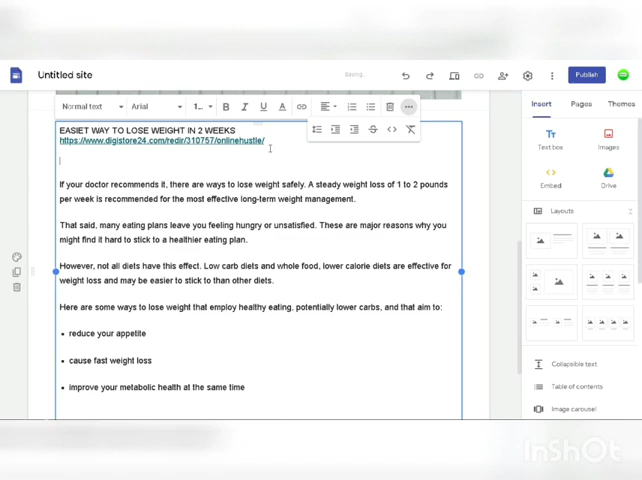 Untitled site
Saving...
Publish
Normal text
Arial
1...
B I U A
Insert Pages Themes
EASIET WAY TO LOSE WEIGHT IN 2 WEEKS
https://www.digistore24.com/redir/310757/onlinehustle/
If your doctor recommends it, there are ways to lose weight safely. A steady weight loss of 1 to 2 pounds
per week is recommended for the most effective long-term weight management.
That said, many eating plans leave you feeling hungry or unsatisfied. These are major reasons why you
might find it hard to stick to a healthier eating plan.
However, not all diets have this effect. Low carb diets and whole food, lower calorie diets are effective for
weight loss and may be easier to stick to than other diets.
Here are some ways to lose weight that employ healthy eating, potentially lower carbs, and that aim to:
• reduce your appetite
• cause fast weight loss
• improve your metabolic health at the same time
Tt
Text box
Images
Embed
Drive
Layouts
Collapsible text
Table of contents
Image carousel
InShOt